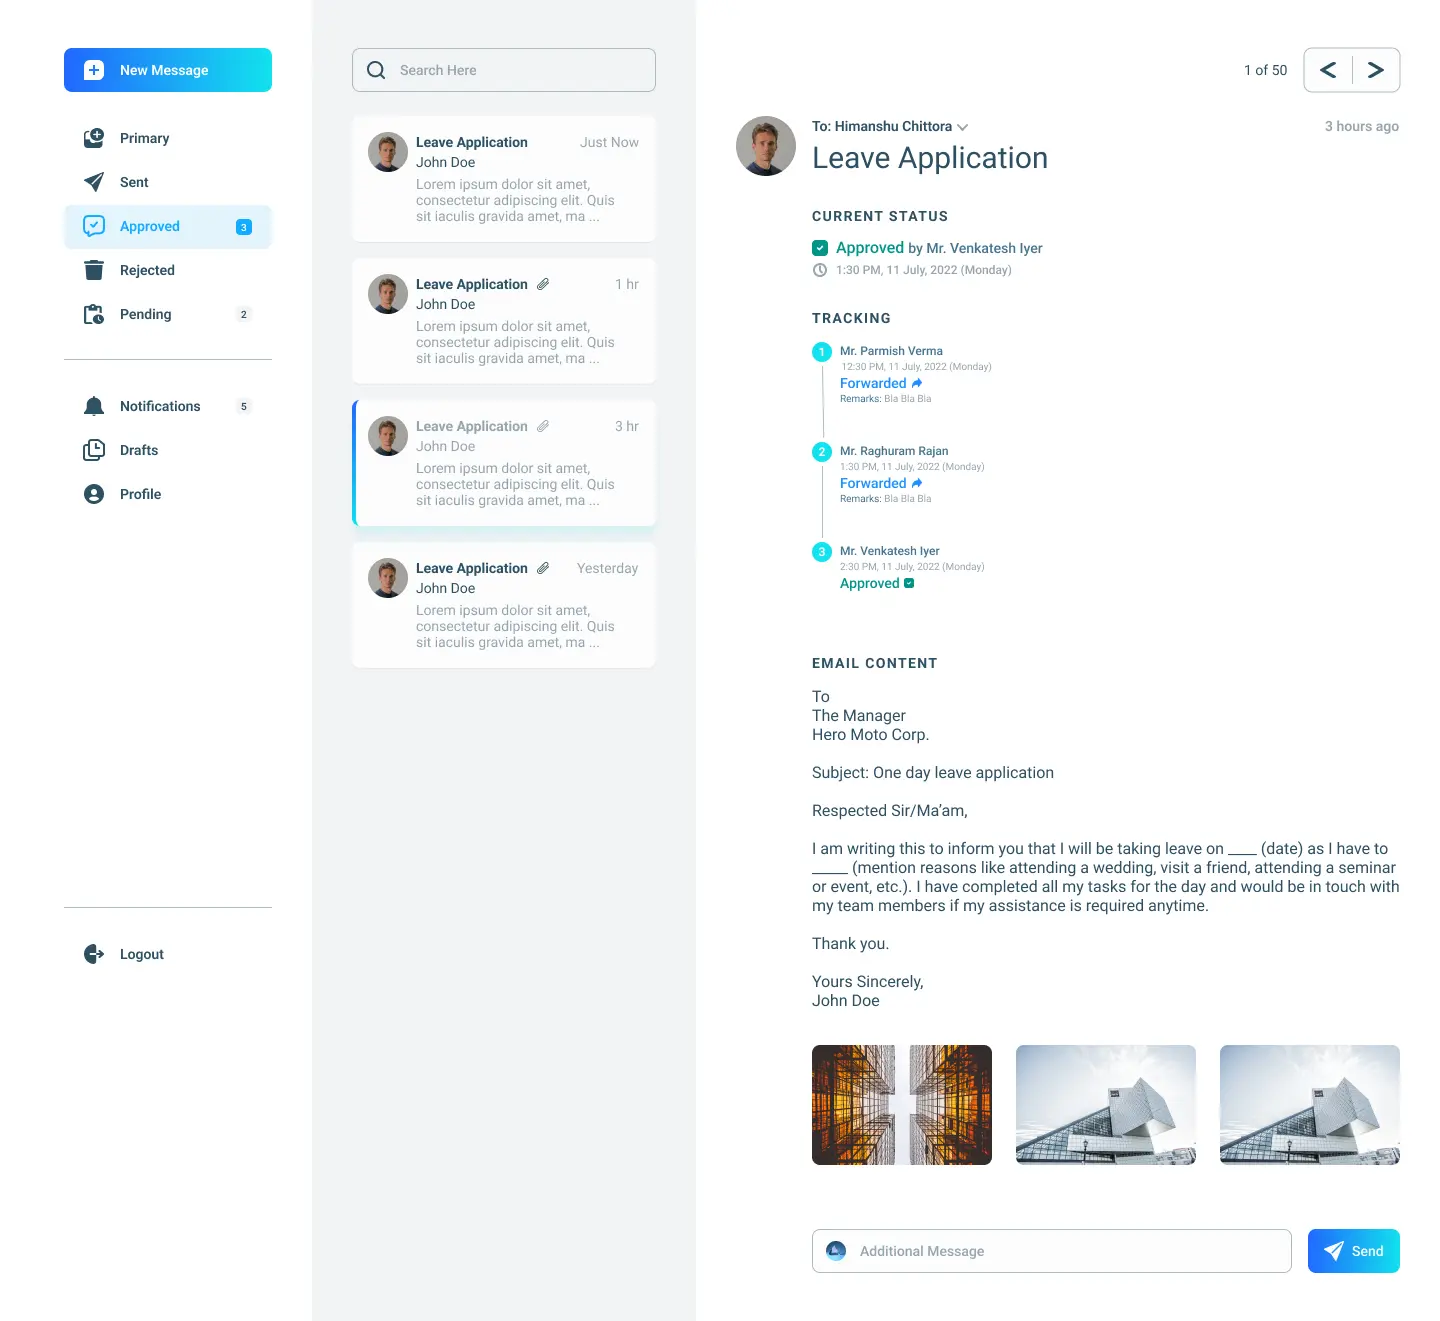 New Message
Primary
Sent
Approved 3
Rejected
Pending 2
Notifications 5
Drafts
Profile
Logout
Search Here
Leave Application Just Now
John Doe
Lorem ipsum dolor sit amet,
consectetur adipiscing elit. Quis
sit iaculis gravida amet, ma ...
Leave Application 1 hr
John Doe
Lorem ipsum dolor sit amet,
consectetur adipiscing elit. Quis
sit iaculis gravida amet, ma ...
Leave Application 3 hr
John Doe
Lorem ipsum dolor sit amet,
consectetur adipiscing elit. Quis
sit iaculis gravida amet, ma ...
Leave Application Yesterday
John Doe
Lorem ipsum dolor sit amet,
consectetur adipiscing elit. Quis
sit iaculis gravida amet, ma ...
1 of 50
To: Himanshu Chittora 3 hours ago
Leave Application
CURRENT STATUS
Approved by Mr. Venkatesh Iyer
1:30 PM, 11 July, 2022 (Monday)
TRACKING
1 Mr. Parmish Verma
12:30 PM, 11 July, 2022 (Monday)
Forwarded
Remarks: Bla Bla Bla
2 Mr. Raghuram Rajan
1:30 PM, 11 July, 2022 (Monday)
Forwarded
Remarks: Bla Bla Bla
3 Mr. Venkatesh Iyer
2:30 PM, 11 July, 2022 (Monday)
Approved
EMAIL CONTENT
To
The Manager
Hero Moto Corp.
Subject: One day leave application
Respected Sir/Ma’am,
I am writing this to inform you that I will be taking leave on ____ (date) as I have to
_____ (mention reasons like attending a wedding, visit a friend, attending a seminar
or event, etc.). I have completed all my tasks for the day and would be in touch with
my team members if my assistance is required anytime.
Thank you.
Yours Sincerely,
John Doe
Additional Message
Send